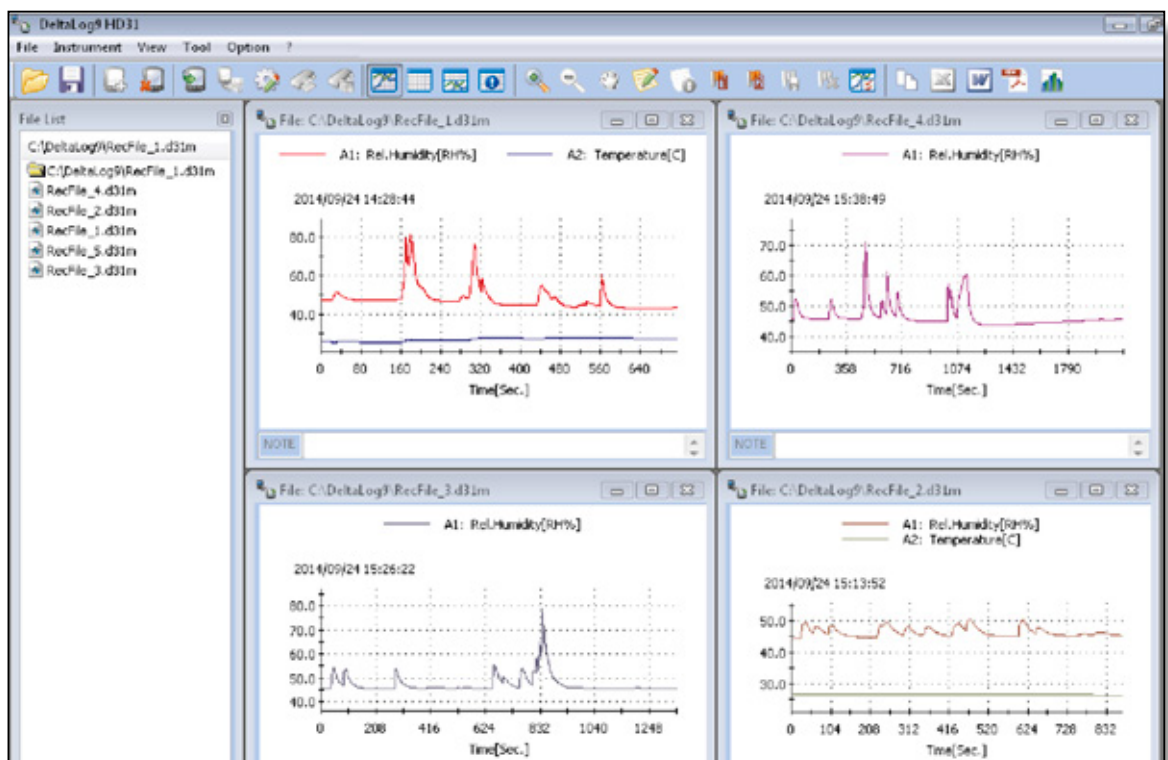 DeltaLog9 HD31
File Instrument View Tool Option ?
File List
C:\DeltaLog9\RecFile_1.d31m
C:\DeltaLog9\RecFile_1.d31m
RecFile_4.d31m
RecFile_2.d31m
RecFile_1.d31m
RecFile_5.d31m
RecFile_3.d31m
File: C:\DeltaLog9\RecFile_1.d31m
A1: Rel.Humidity[RH%] A2: Temperature[C]
2014/09/24 14:28:44
80.0
60.0
40.0
0 80 160 240 320 400 480 560 640
Time[Sec.]
NOTE
File: C:\DeltaLog9\RecFile_4.d31m
A1: Rel.Humidity[RH%]
2014/09/24 15:38:49
70.0
60.0
50.0
40.0
0 358 716 1074 1432 1790
Time[Sec.]
NOTE
File: C:\DeltaLog9\RecFile_3.d31m
A1: Rel.Humidity[RH%]
2014/09/24 15:26:22
80.0
70.0
60.0
50.0
40.0
0 208 416 624 832 1040 1248
Time[Sec.]
File: C:\DeltaLog9\RecFile_2.d31m
A1: Rel.Humidity[RH%]
A2: Temperature[C]
2014/09/24 15:13:52
50.0
40.0
30.0
0 104 208 312 416 520 624 728 832
Time[Sec.]